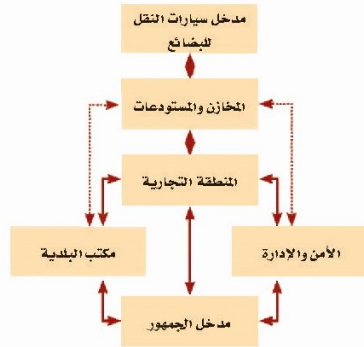 مدخل سيارات النقل
للبضائع
المخازن والمستودعات
المنطقة التجارية
الأمن والإدارة
مكتب البلدية
مدخل الجمهور